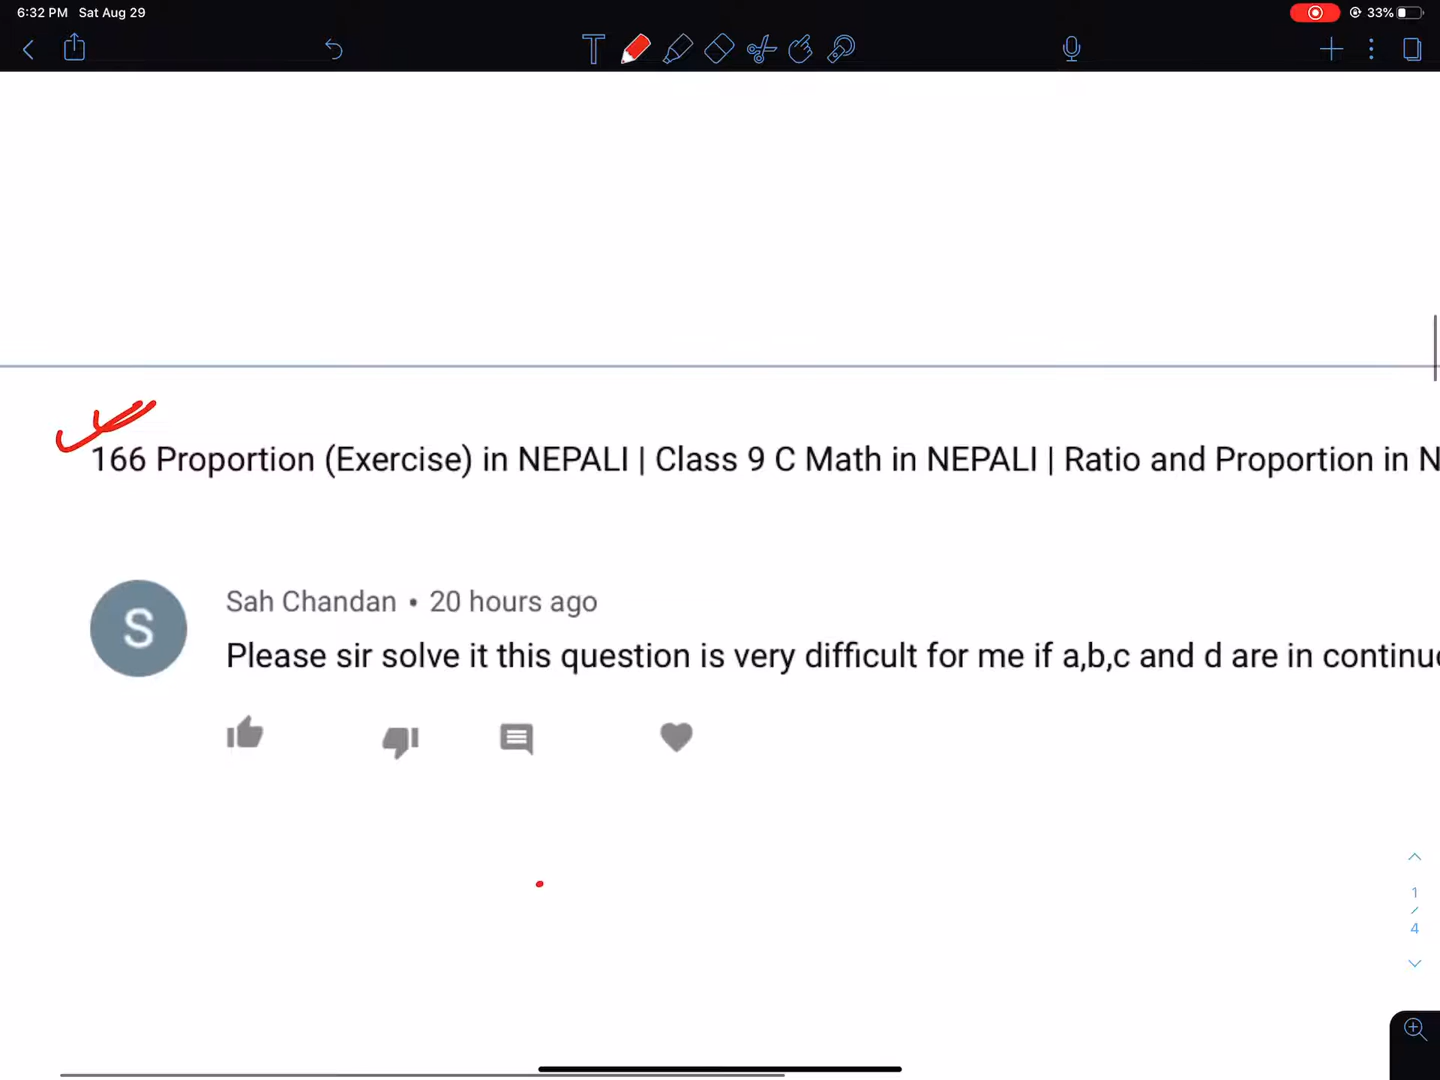 6:32 PM Sat Aug 29
33%
166 Proportion (Exercise) in NEPALI | Class 9 C Math in NEPALI | Ratio and Proportion in N
S
Sah Chandan • 20 hours ago
Please sir solve it this question is very difficult for me if a,b,c and d are in continue
1
/
4